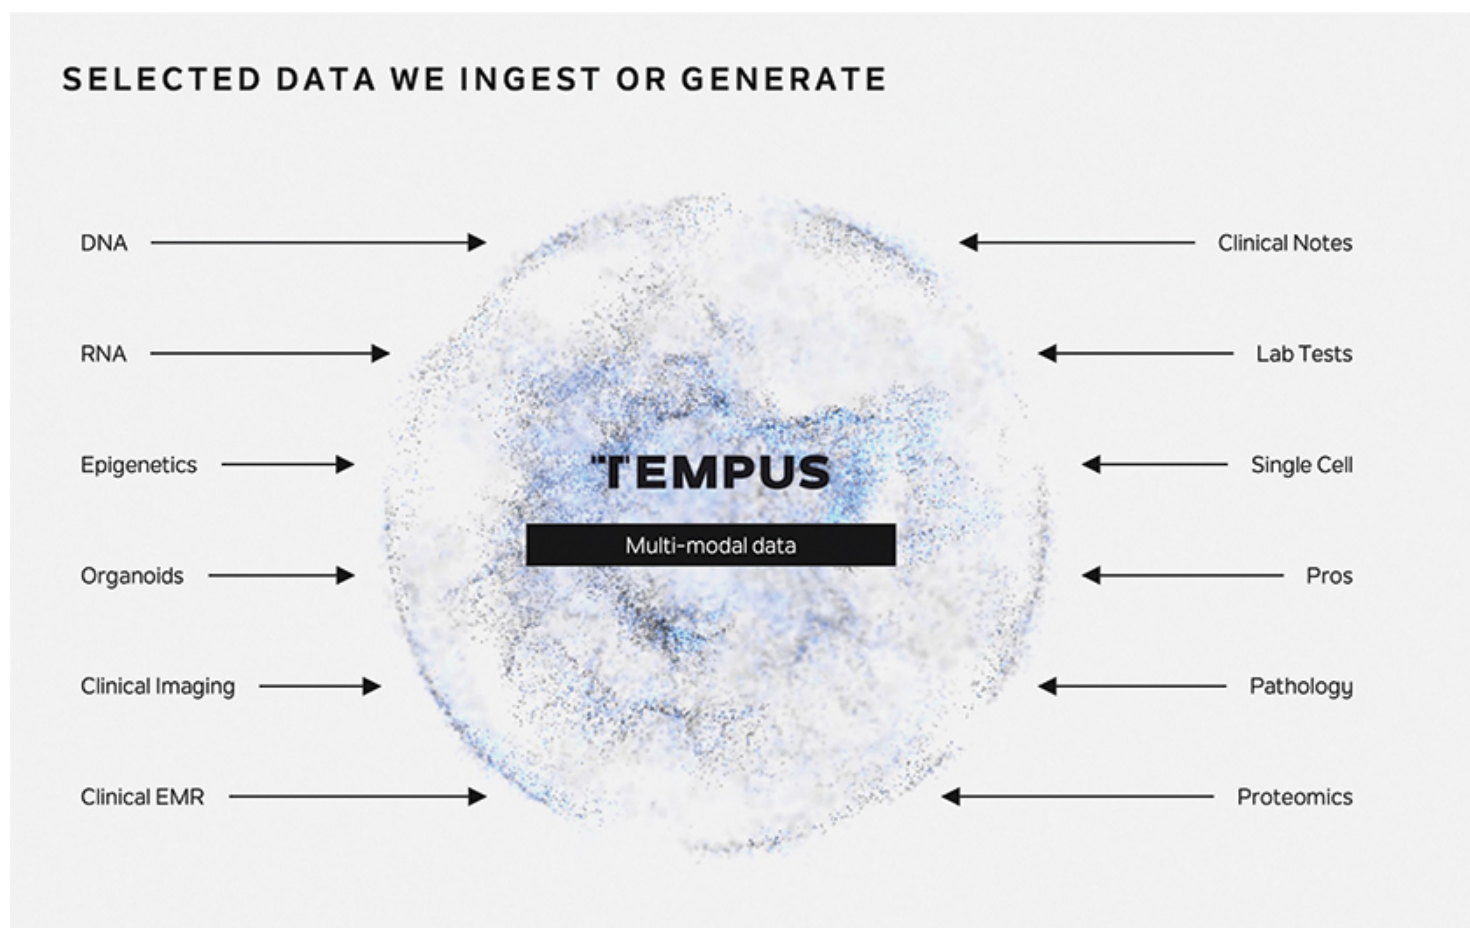 SELECTED DATA WE INGEST OR GENERATE
DNA
Clinical Notes
RNA
Lab Tests
Epigenetics
Single Cell
TEMPUS
Multi-modal data
Organoids
Pros
Clinical Imaging
Pathology
Clinical EMR
Proteomics